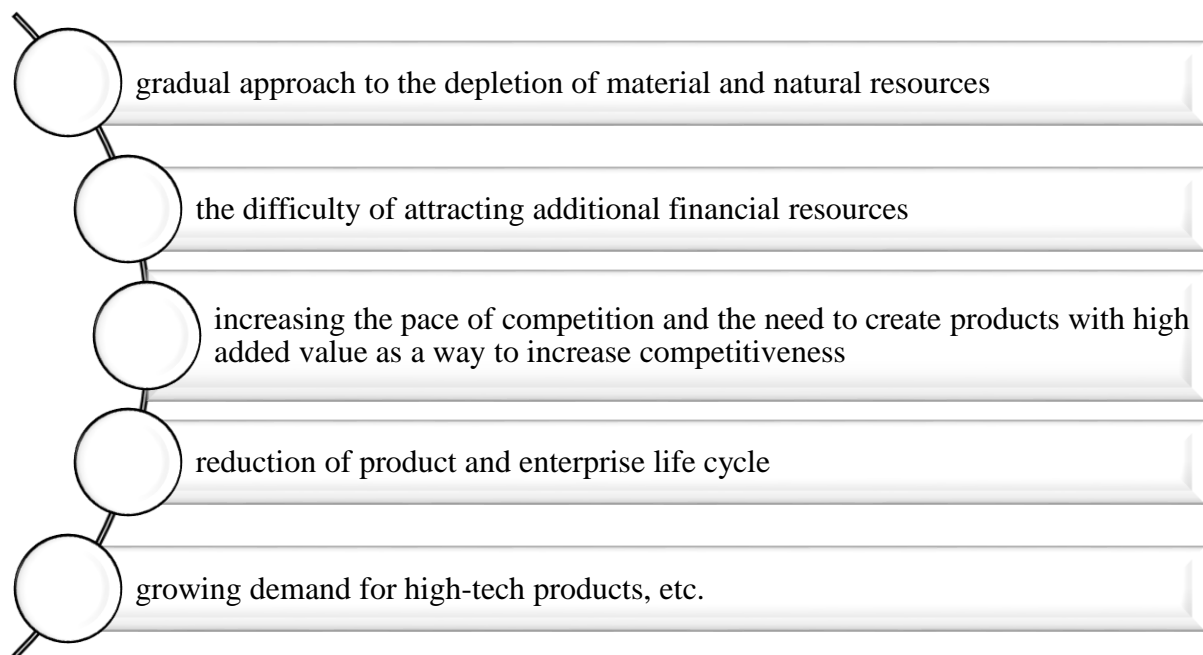 gradual approach to the depletion of material and natural resources
the difficulty of attracting additional financial resources
increasing the pace of competition and the need to create products with high
added value as a way to increase competitiveness
reduction of product and enterprise life cycle
growing demand for high-tech products, etc.